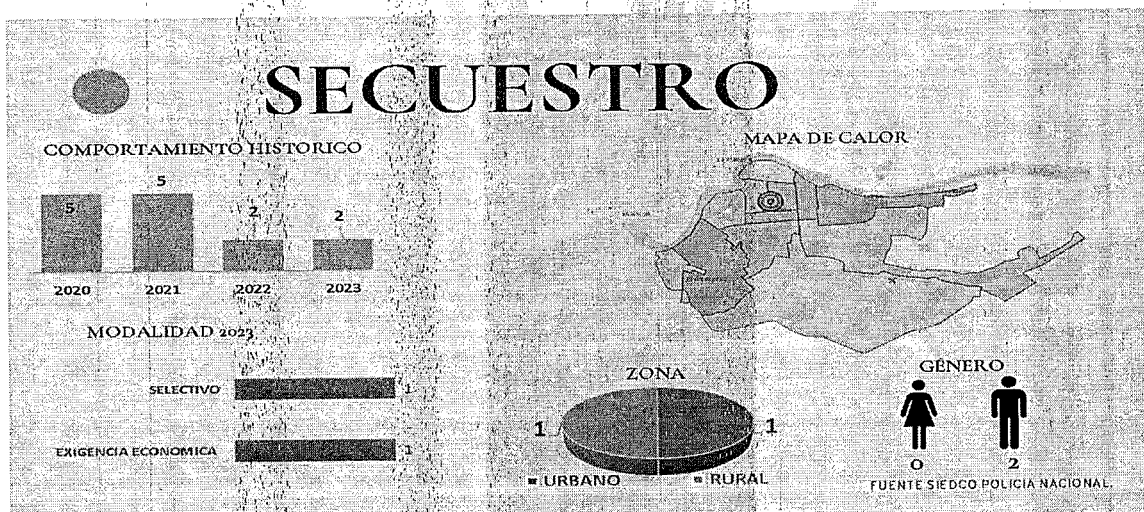 SECUESTRO
COMPORTAMIENTO HISTORICO
5
5
2
2
2020 2021 2022 2023
MODALIDAD 2023
SELECTIVO 1
EXIGENCIA ECONOMICA 1
MAPA DE CALOR
ZONA
1 1
URBANO RURAL
GÉNERO
0 2
FUENTE SIEDCO POLICIA NACIONAL.